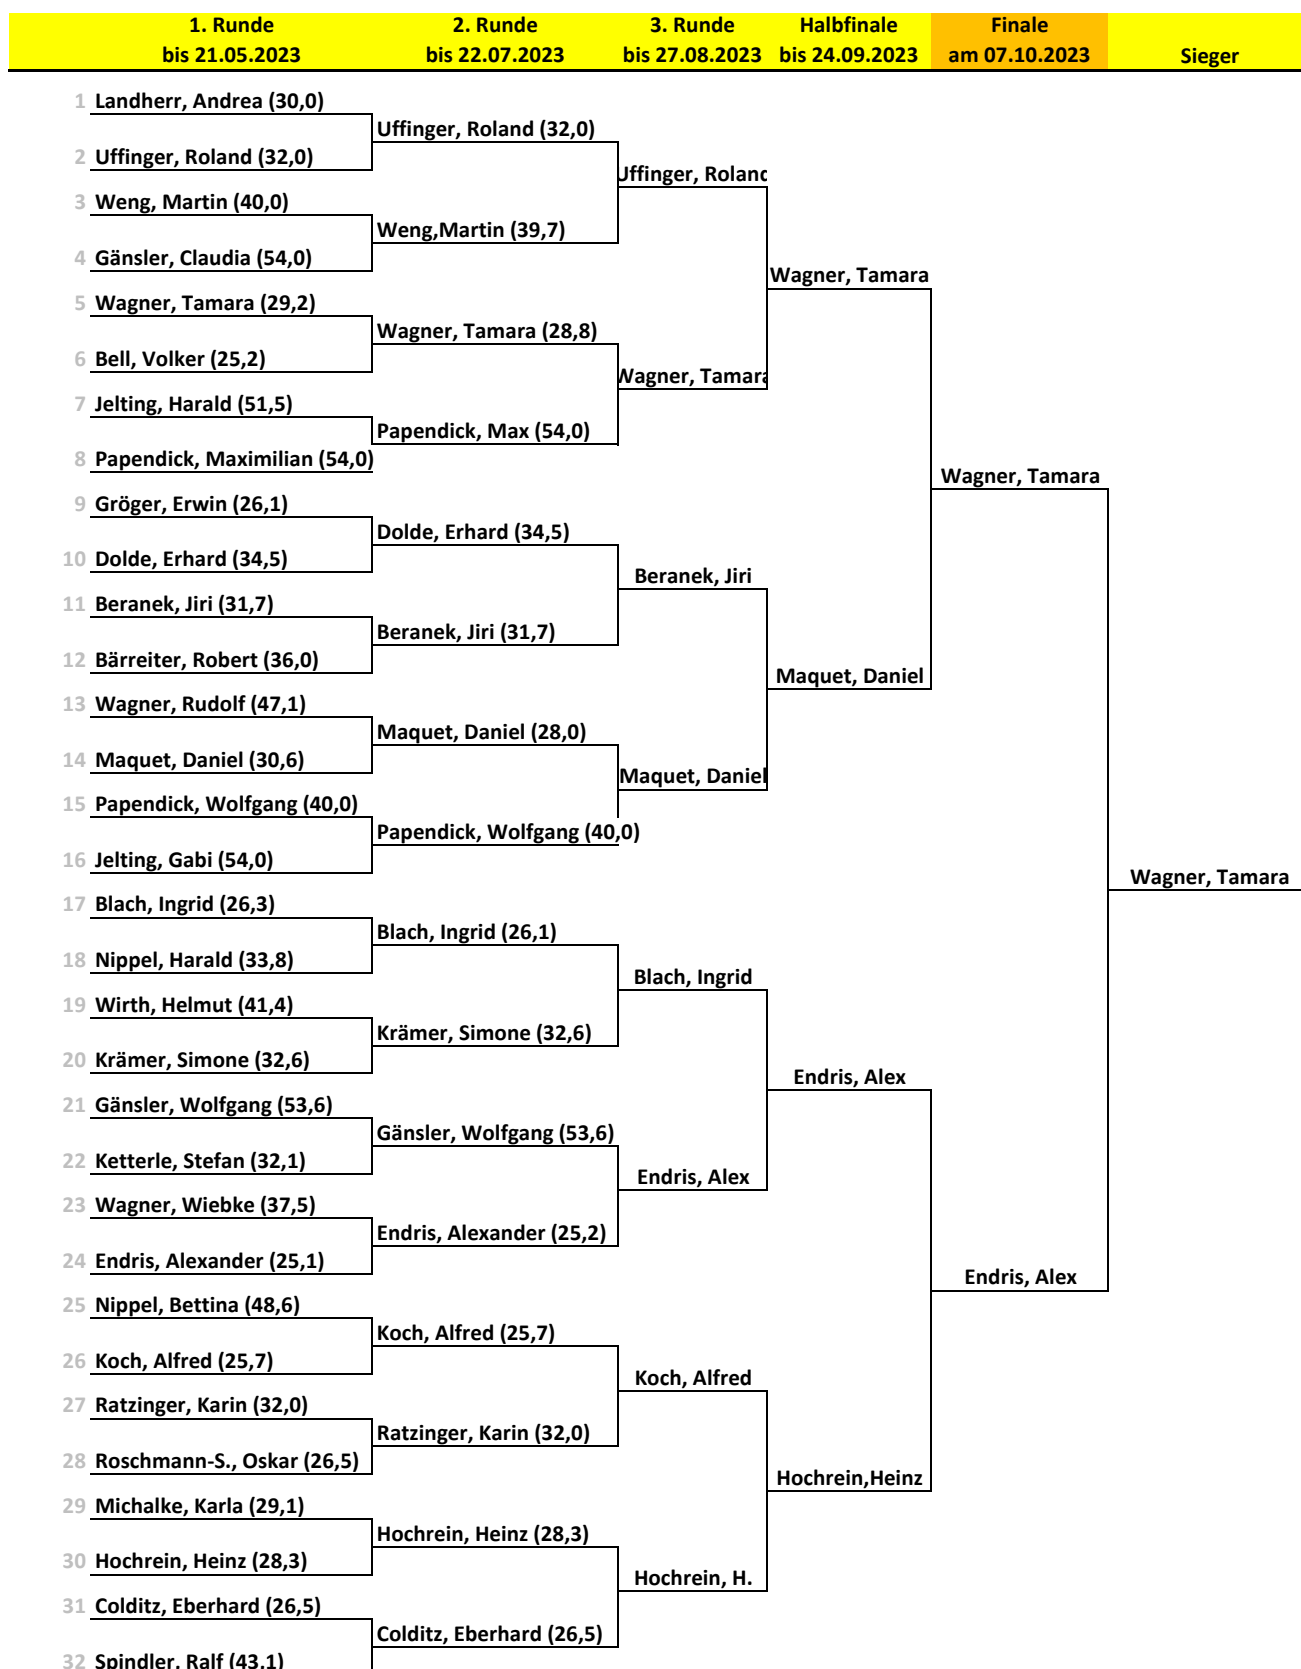 1. Runde 2. Runde 3. Runde Halbfinale Finale
bis 21.05.2023 bis 22.07.2023 bis 27.08.2023 bis 24.09.2023 am 07.10.2023 Sieger
1 Landherr, Andrea (30,0)
Uffinger, Roland (32,0)
2 Uffinger, Roland (32,0)
Uffinger, Roland
3 Weng, Martin (40,0)
Weng,Martin (39,7)
4 Gänsler, Claudia (54,0)
Wagner, Tamara
5 Wagner, Tamara (29,2)
Wagner, Tamara (28,8)
6 Bell, Volker (25,2)
Wagner, Tamara
7 Jelting, Harald (51,5)
Papendick, Max (54,0)
8 Papendick, Maximilian (54,0)
Wagner, Tamara
9 Gröger, Erwin (26,1)
Dolde, Erhard (34,5)
10 Dolde, Erhard (34,5)
Beranek, Jiri
11 Beranek, Jiri (31,7)
Beranek, Jiri (31,7)
12 Bärreiter, Robert (36,0)
Maquet, Daniel
13 Wagner, Rudolf (47,1)
Maquet, Daniel (28,0)
14 Maquet, Daniel (30,6)
Maquet, Daniel
15 Papendick, Wolfgang (40,0)
Papendick, Wolfgang (40,0)
16 Jelting, Gabi (54,0)
Wagner, Tamara
17 Blach, Ingrid (26,3)
Blach, Ingrid (26,1)
18 Nippel, Harald (33,8)
Blach, Ingrid
19 Wirth, Helmut (41,4)
Krämer, Simone (32,6)
20 Krämer, Simone (32,6)
Endris, Alex
21 Gänsler, Wolfgang (53,6)
Gänsler, Wolfgang (53,6)
22 Ketterle, Stefan (32,1)
Endris, Alex
23 Wagner, Wiebke (37,5)
Endris, Alexander (25,2)
24 Endris, Alexander (25,1)
Endris, Alex
25 Nippel, Bettina (48,6)
Koch, Alfred (25,7)
26 Koch, Alfred (25,7)
Koch, Alfred
27 Ratzinger, Karin (32,0)
Ratzinger, Karin (32,0)
28 Roschmann-S., Oskar (26,5)
Hochrein,Heinz
29 Michalke, Karla (29,1)
Hochrein, Heinz (28,3)
30 Hochrein, Heinz (28,3)
Hochrein, H.
31 Colditz, Eberhard (26,5)
Colditz, Eberhard (26,5)
32 Spindler, Ralf (43,1)